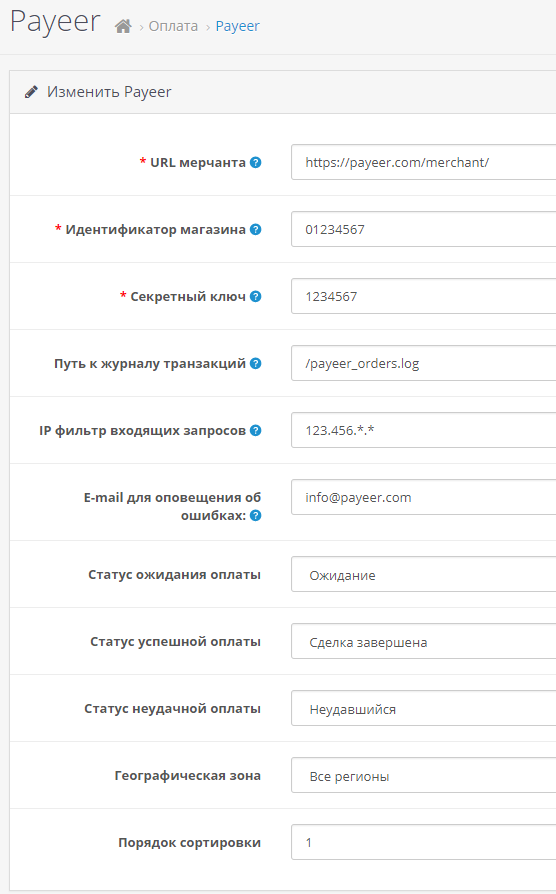 Payeer
› Оплата › Payeer
Изменить Payeer
* URL мерчанта ?
https://payeer.com/merchant/
* Идентификатор магазина ?
01234567
* Секретный ключ ?
1234567
Путь к журналу транзакций ?
/payeer_orders.log
IP фильтр входящих запросов ?
123.456.*.*
E-mail для оповещения об
ошибках: ?
info@payeer.com
Статус ожидания оплаты
Ожидание
Статус успешной оплаты
Сделка завершена
Статус неудачной оплаты
Неудавшийся
Географическая зона
Все регионы
Порядок сортировки
1